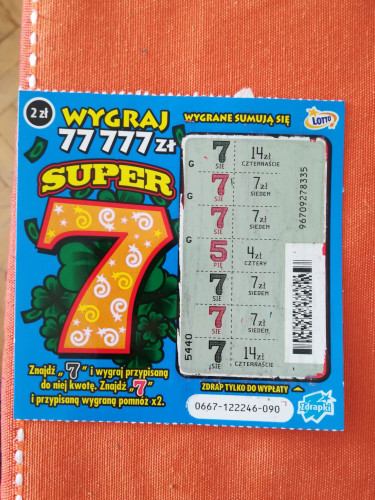 2 zł
WYGRAJ
77 777 zł
WYGRANE SUMUJĄ SIĘ
LOTTO
SUPER
7
G
7 14zł
SIE CZTERNAŚCIE
7 7zł
SIE SIEDEM
G
7 7zł
SIE SIEDEM
G
5 4zł
PIĘ CZTERY
7 7zł
SIE SIEDEM
7 7zł
SIE SIEDEM
7 14zł
SIE CZTERNAŚCIE
5440
96709278335
Znajdź „7” i wygraj przypisaną
do niej kwotę. Znajdź „7”
i przypisaną wygraną pomnóż x2.
ZDRAP TYLKO DO WYPŁATY
0667-122246-090
Zdrapki